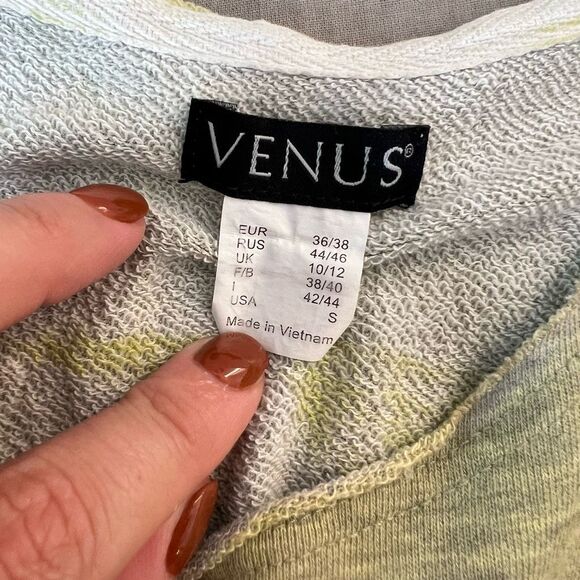 VENUS®
EUR 36/38
RUS 44/46
UK 10/12
F/B 38/40
I 42/44
USA S
Made in Vietnam